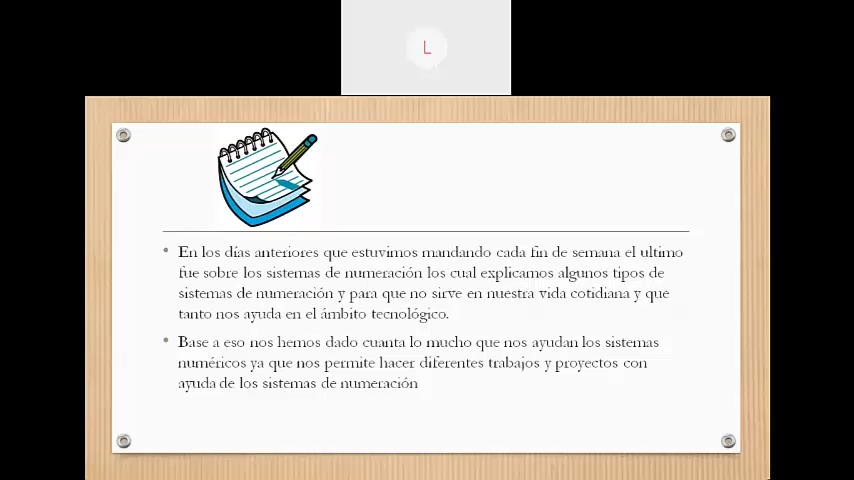 L
En los días anteriores que estuvimos mandando cada fin de semana el ultimo
fue sobre los sistemas de numeración los cual explicamos algunos tipos de
sistemas de numeración y para que no sirve en nuestra vida cotidiana y que
tanto nos ayuda en el ámbito tecnológico.
Base a eso nos hemos dado cuanta lo mucho que nos ayudan los sistemas
numéricos ya que nos permite hacer diferentes trabajos y proyectos con
ayuda de los sistemas de numeración